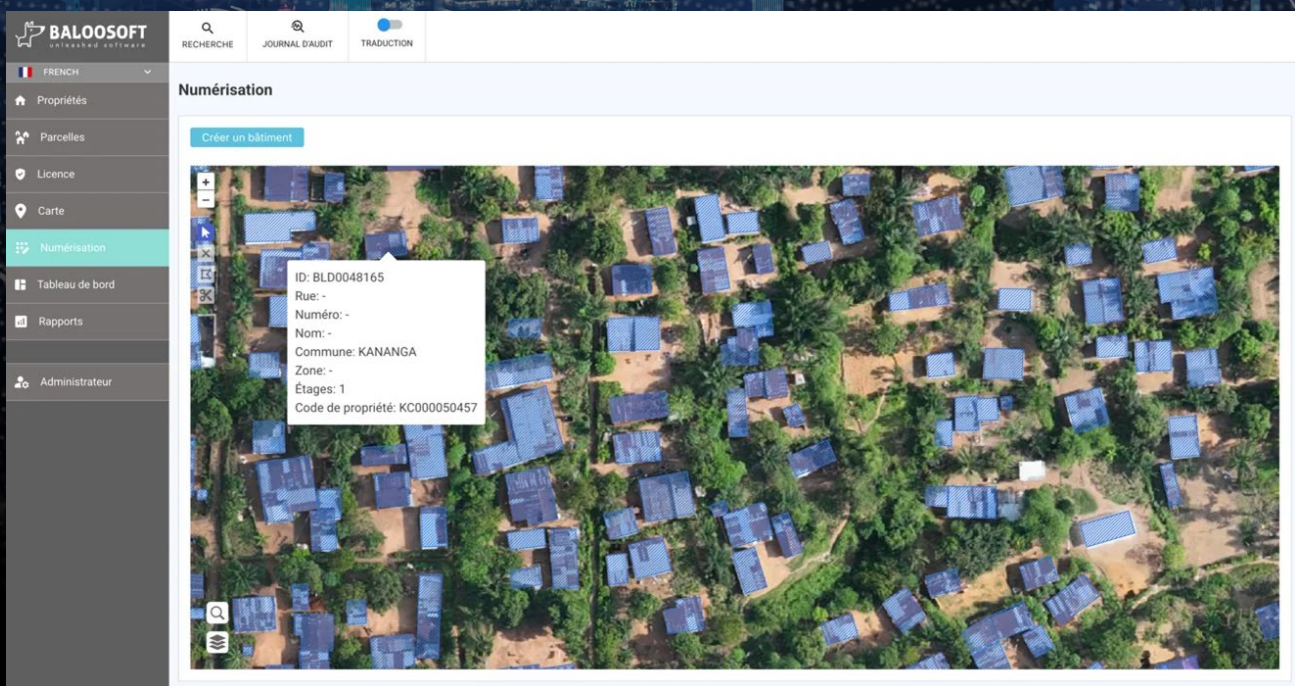 BALOOSOFT
unleashed software
RECHERCHE
JOURNAL D'AUDIT
TRADUCTION
FRENCH
Propriétés
Parcelles
Licence
Carte
Numérisation
Tableau de bord
Rapports
Administrateur
Numérisation
Créer un bâtiment
+
−
ID: BLD0048165
Rue: -
Numéro: -
Nom: -
Commune: KANANGA
Zone: -
Étages: 1
Code de propriété: KC000050457